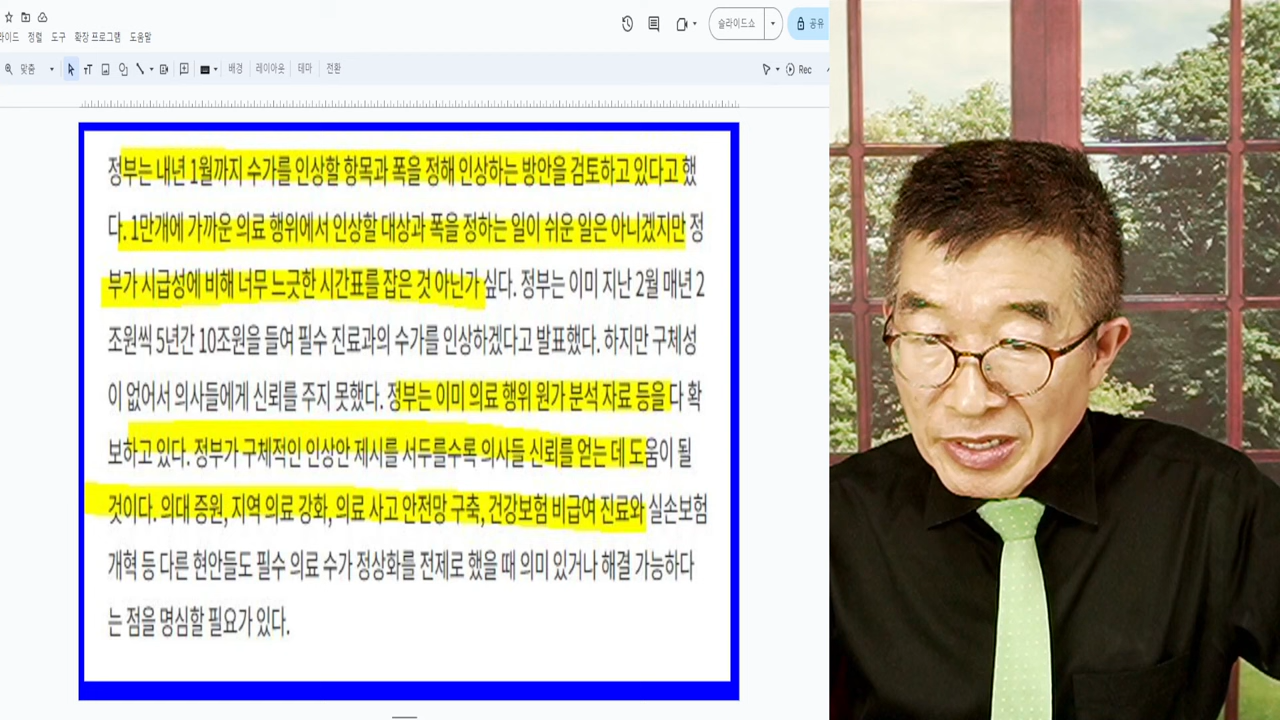 라이드 정렬 도구 확장 프로그램 도움말
슬라이드쇼
공유
맞춤
배경 레이아웃 테마 전환
Rec
정부는 내년 1월까지 수가를 인상할 항목과 폭을 정해 인상하는 방안을 검토하고 있다고 했
다. 1만개에 가까운 의료 행위에서 인상할 대상과 폭을 정하는 일이 쉬운 일은 아니겠지만 정
부가 시급성에 비해 너무 느긋한 시간표를 잡은 것 아닌가 싶다. 정부는 이미 지난 2월 매년 2
조원씩 5년간 10조원을 들여 필수 진료과의 수가를 인상하겠다고 발표했다. 하지만 구체성
이 없어서 의사들에게 신뢰를 주지 못했다. 정부는 이미 의료 행위 원가 분석 자료 등을 다 확
보하고 있다. 정부가 구체적인 인상안 제시를 서두를수록 의사들 신뢰를 얻는 데 도움이 될
것이다. 의대 증원, 지역 의료 강화, 의료 사고 안전망 구축, 건강보험 비급여 진료와 실손보험
개혁 등 다른 현안들도 필수 의료 수가 정상화를 전제로 했을 때 의미 있거나 해결 가능하다
는 점을 명심할 필요가 있다.